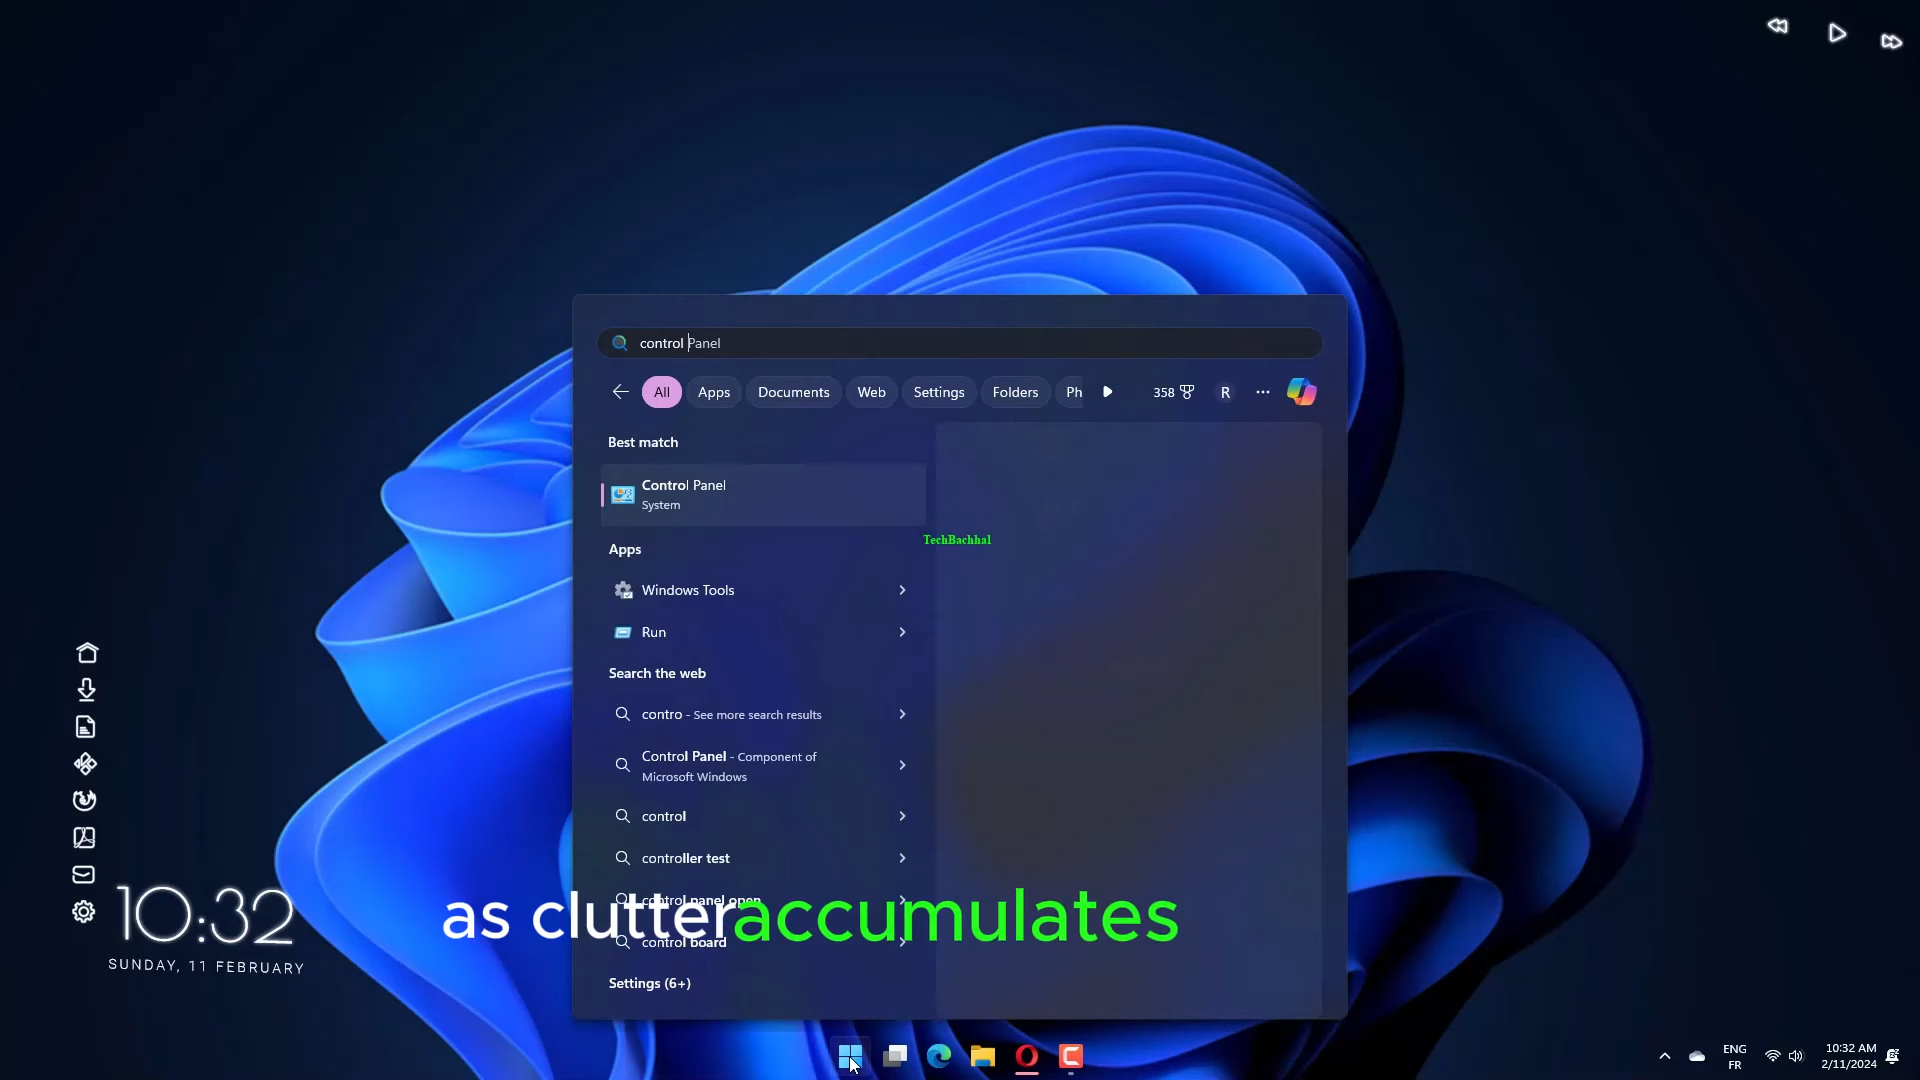 control Panel
All Apps Documents Web Settings Folders Ph 358 R
Best match
Control Panel
System
TechBachhal
Apps
Windows Tools
Run
Search the web
contro - See more search results
Control Panel - Component of
Microsoft Windows
control
controller test
control panel open
as clutter accumulates
control board
Settings (6+)
10:32
SUNDAY, 11 FEBRUARY
ENG
FR
10:32 AM
2/11/2024